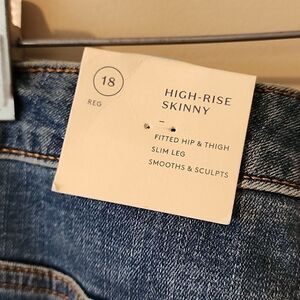 18
REG
HIGH-RISE
SKINNY
FITTED HIP & THIGH
SLIM LEG
SMOOTHS & SCULPTS